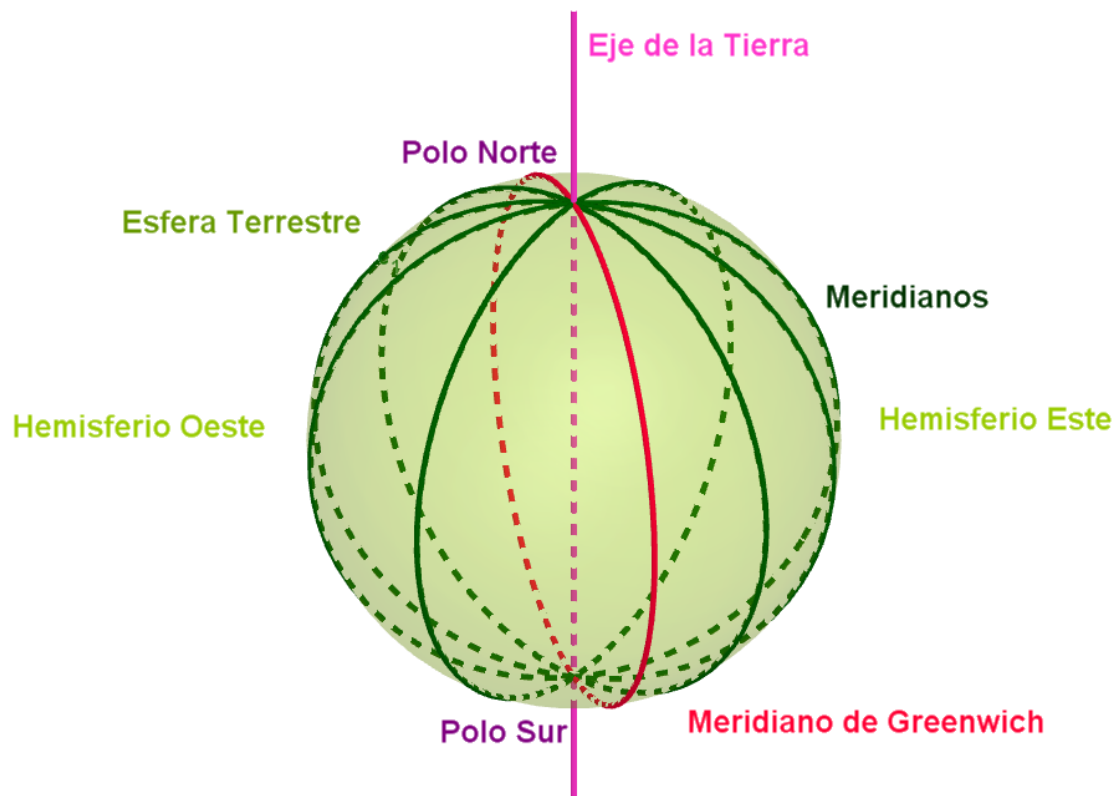 Eje de la Tierra
Polo Norte
Esfera Terrestre
Meridianos
Hemisferio Oeste
Hemisferio Este
Meridiano de Greenwich
Polo Sur